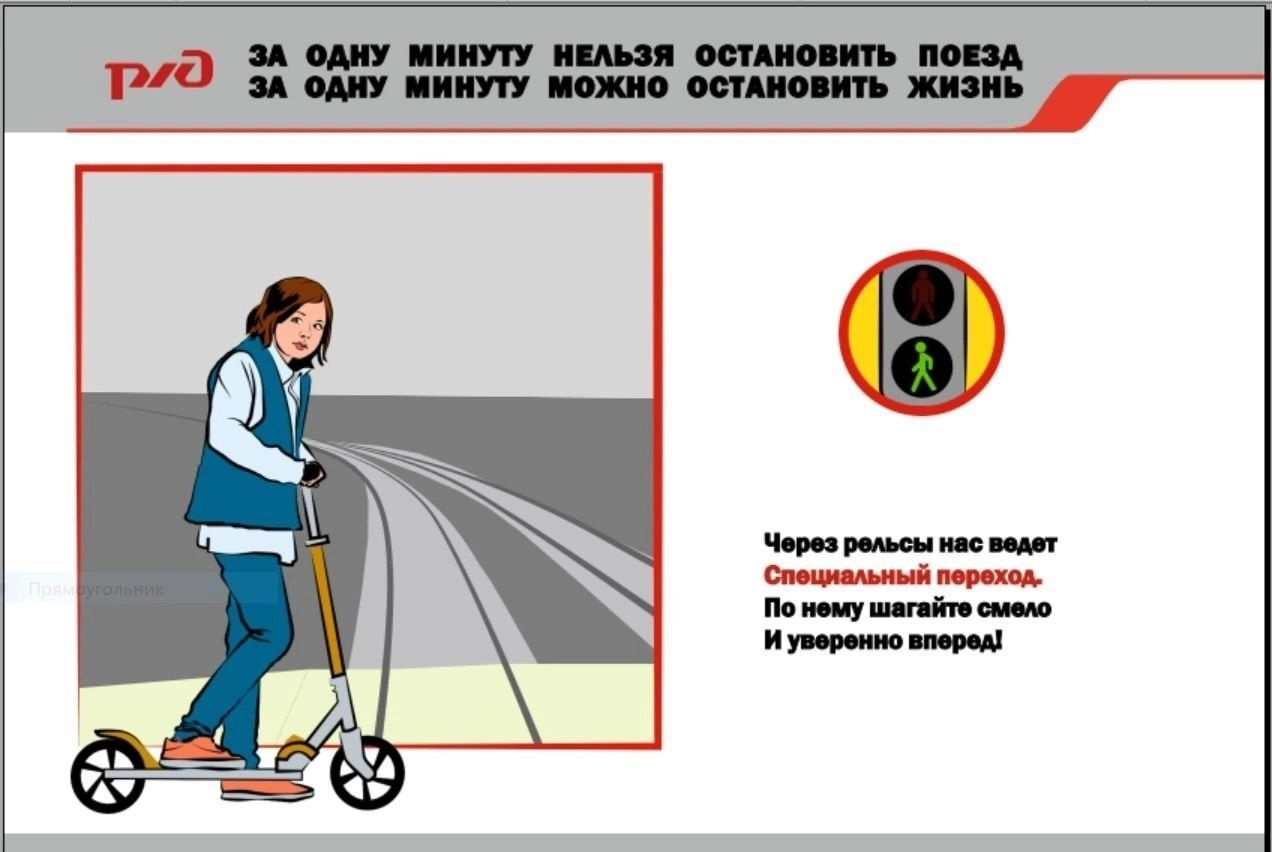 РЖД
ЗА ОДНУ МИНУТУ НЕЛЬЗЯ ОСТАНОВИТЬ ПОЕЗД
ЗА ОДНУ МИНУТУ МОЖНО ОСТАНОВИТЬ ЖИЗНЬ
Через рельсы нас ведет
Специальный переход.
По нему шагайте смело
И уверенно вперед!
Прямоугольник